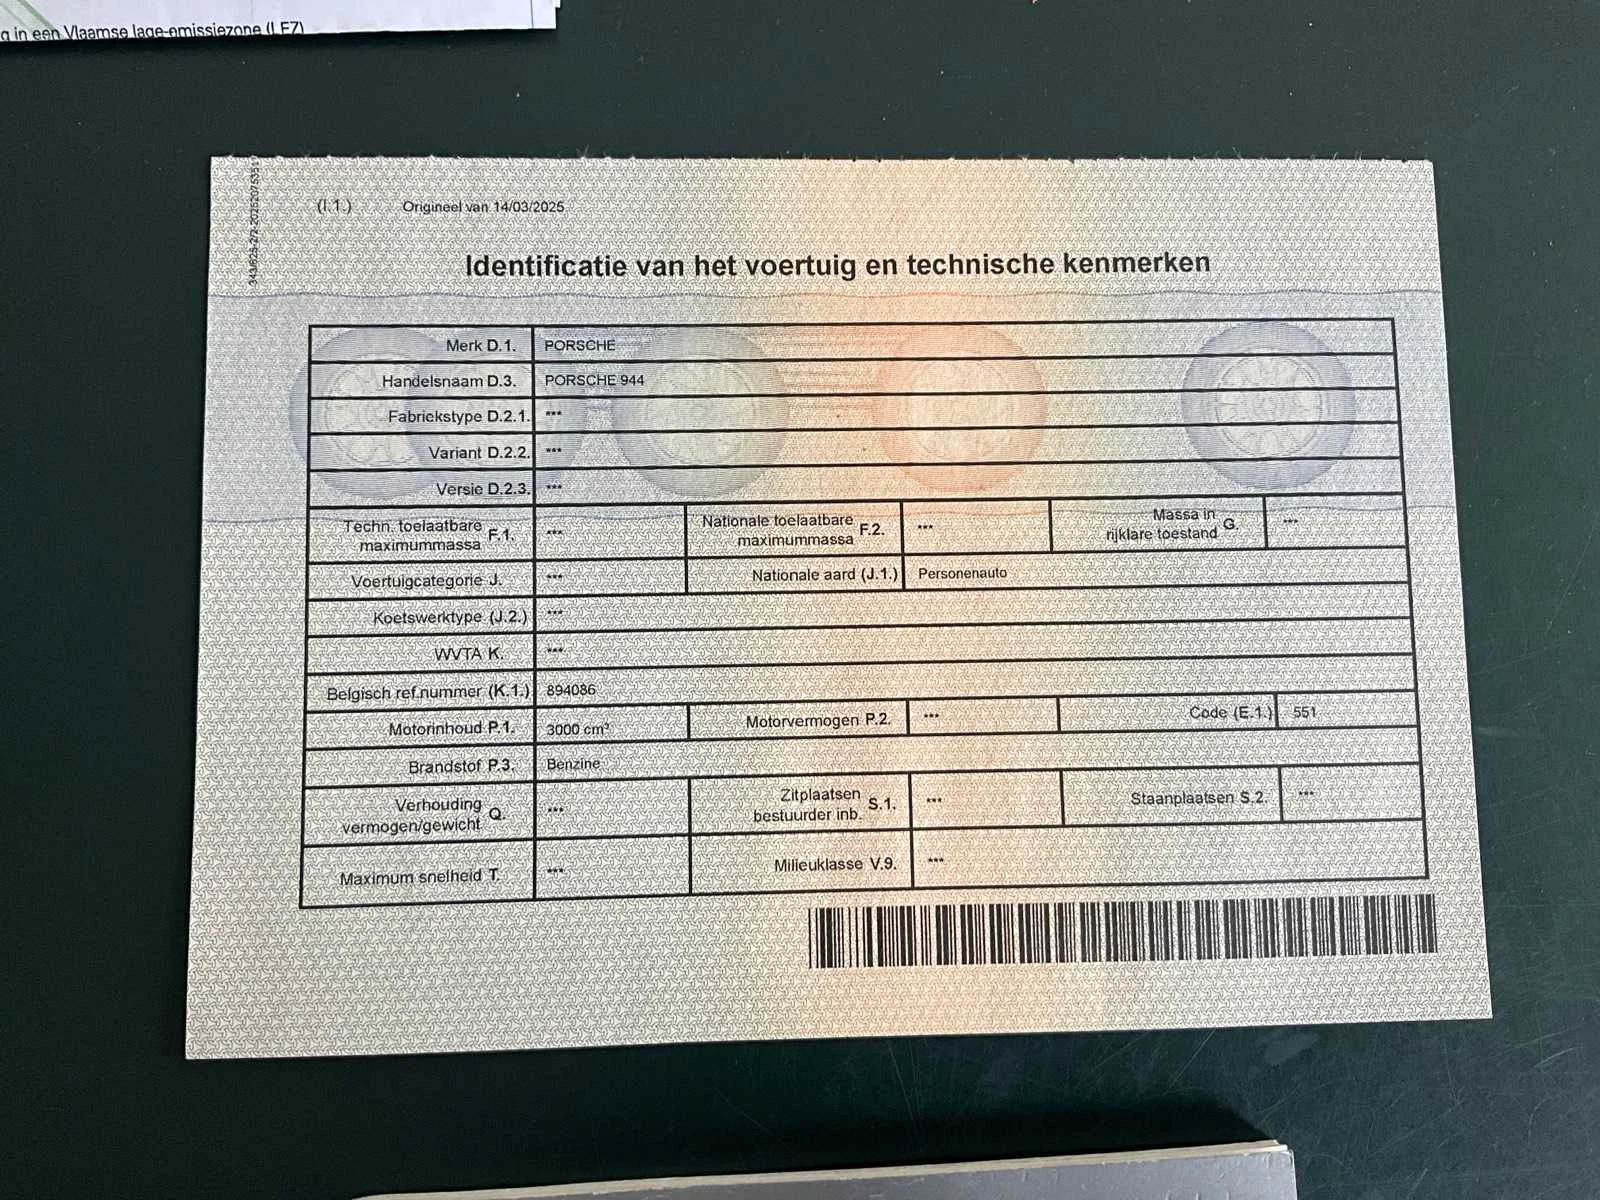 g in een Vlaamse lage-emissiezone (LEZ)
(I.1.) Origineel van 14/03/2025
Identificatie van het voertuig en technische kenmerken
Merk D.1. PORSCHE
Handelsnaam D.3. PORSCHE 944
Fabriekstype D.2.1. ***
Variant D.2.2. ***
Versie D.2.3. ***
Techn. toelaatbare maximummassa F.1. *** Nationale toelaatbare maximummassa F.2. *** Massa in rijklare toestand G. ***
Voertuigcategorie J. *** Nationale aard (J.1.) Personenauto
Koetswerktype (J.2.) ***
WVTA K. ***
Belgisch ref.nummer (K.1.) 894086
Motorinhoud P.1. 3000 cm³ Motorvermogen P.2. *** Code (E.1.) 551
Brandstof P.3. Benzine
Verhouding vermogen/gewicht Q. *** Zitplaatsen bestuurder inb. S.1. *** Staanplaatsen S.2. ***
Maximum snelheid T. *** Milieuklasse V.9. ***